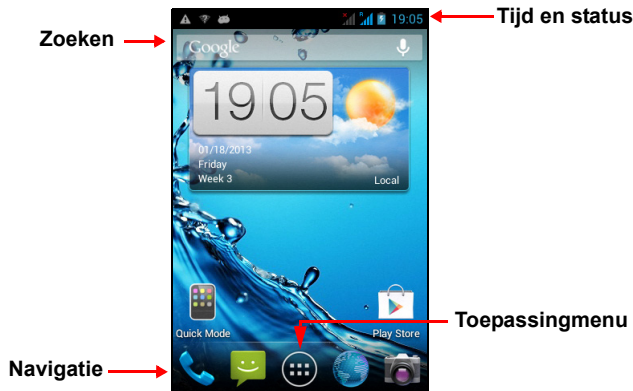 19:05
Tijd en status
Zoeken
Google
19 05
01/18/2013
Friday
Week 3
Local
Quick Mode
Play Store
Toepassingmenu
Navigatie